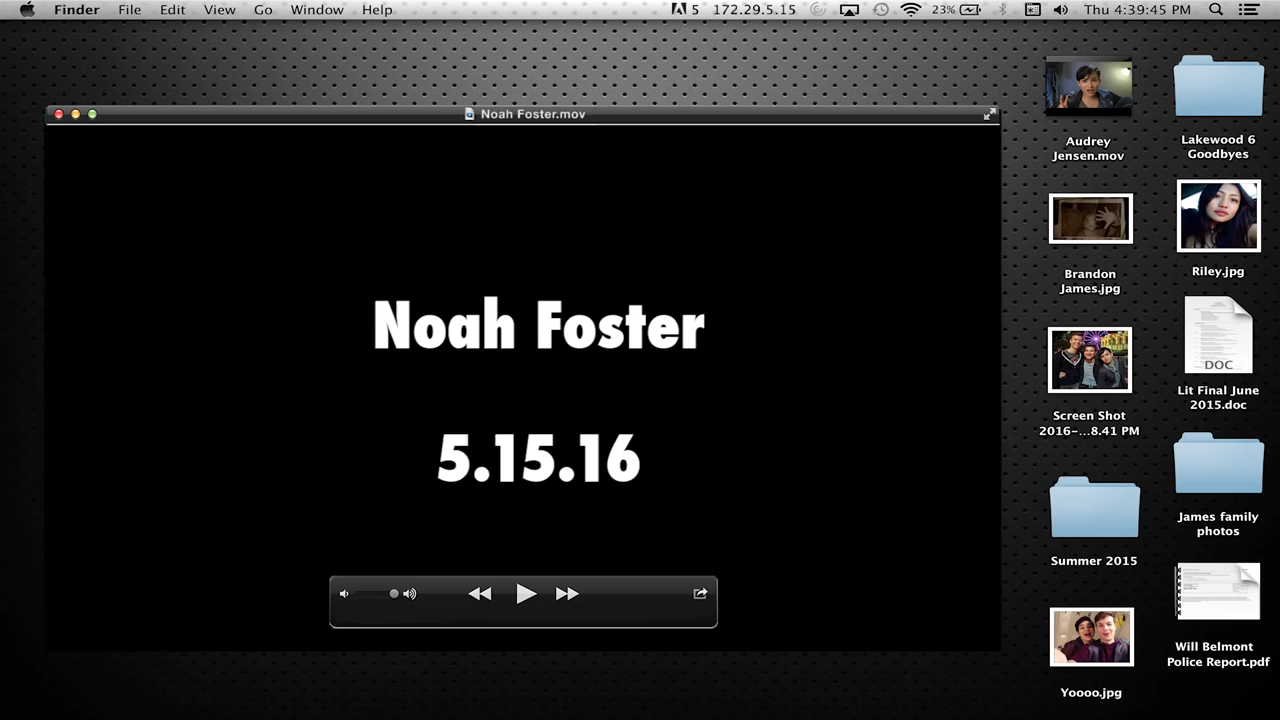 Finder File Edit View Go Window Help 5 172.29.5.15 23% Thu 4:39:45 PM
Noah Foster.mov
Noah Foster
5.15.16
Audrey
Jensen.mov
Lakewood 6
Goodbyes
Brandon
James.jpg
Riley.jpg
Screen Shot
2016-...8.41 PM
DOC
Lit Final June
2015.doc
Summer 2015
James family
photos
Yoooo.jpg
Will Belmont
Police Report.pdf